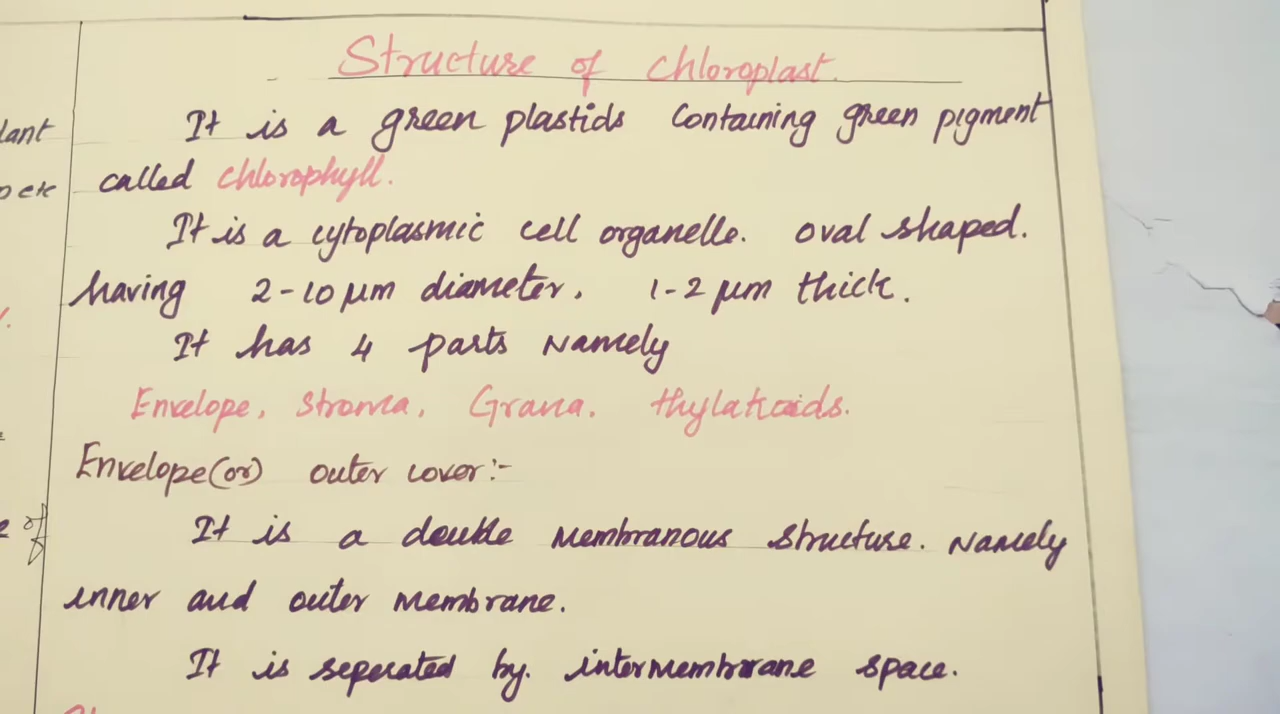 Structure of chloroplast.
It is a green plastids containing green pigment
called chlorophyll.
It is a cytoplasmic cell organelle. oval shaped.
having 2-10 µm diameter. 1-2 µm thick.
It has 4 parts Namely
Envelope, Stroma, Grana. thylakoids.
Envelope(or) outer cover:-
It is a double membranous structure. Namely
inner and outer membrane.
It is seperated by. intermembrane space.